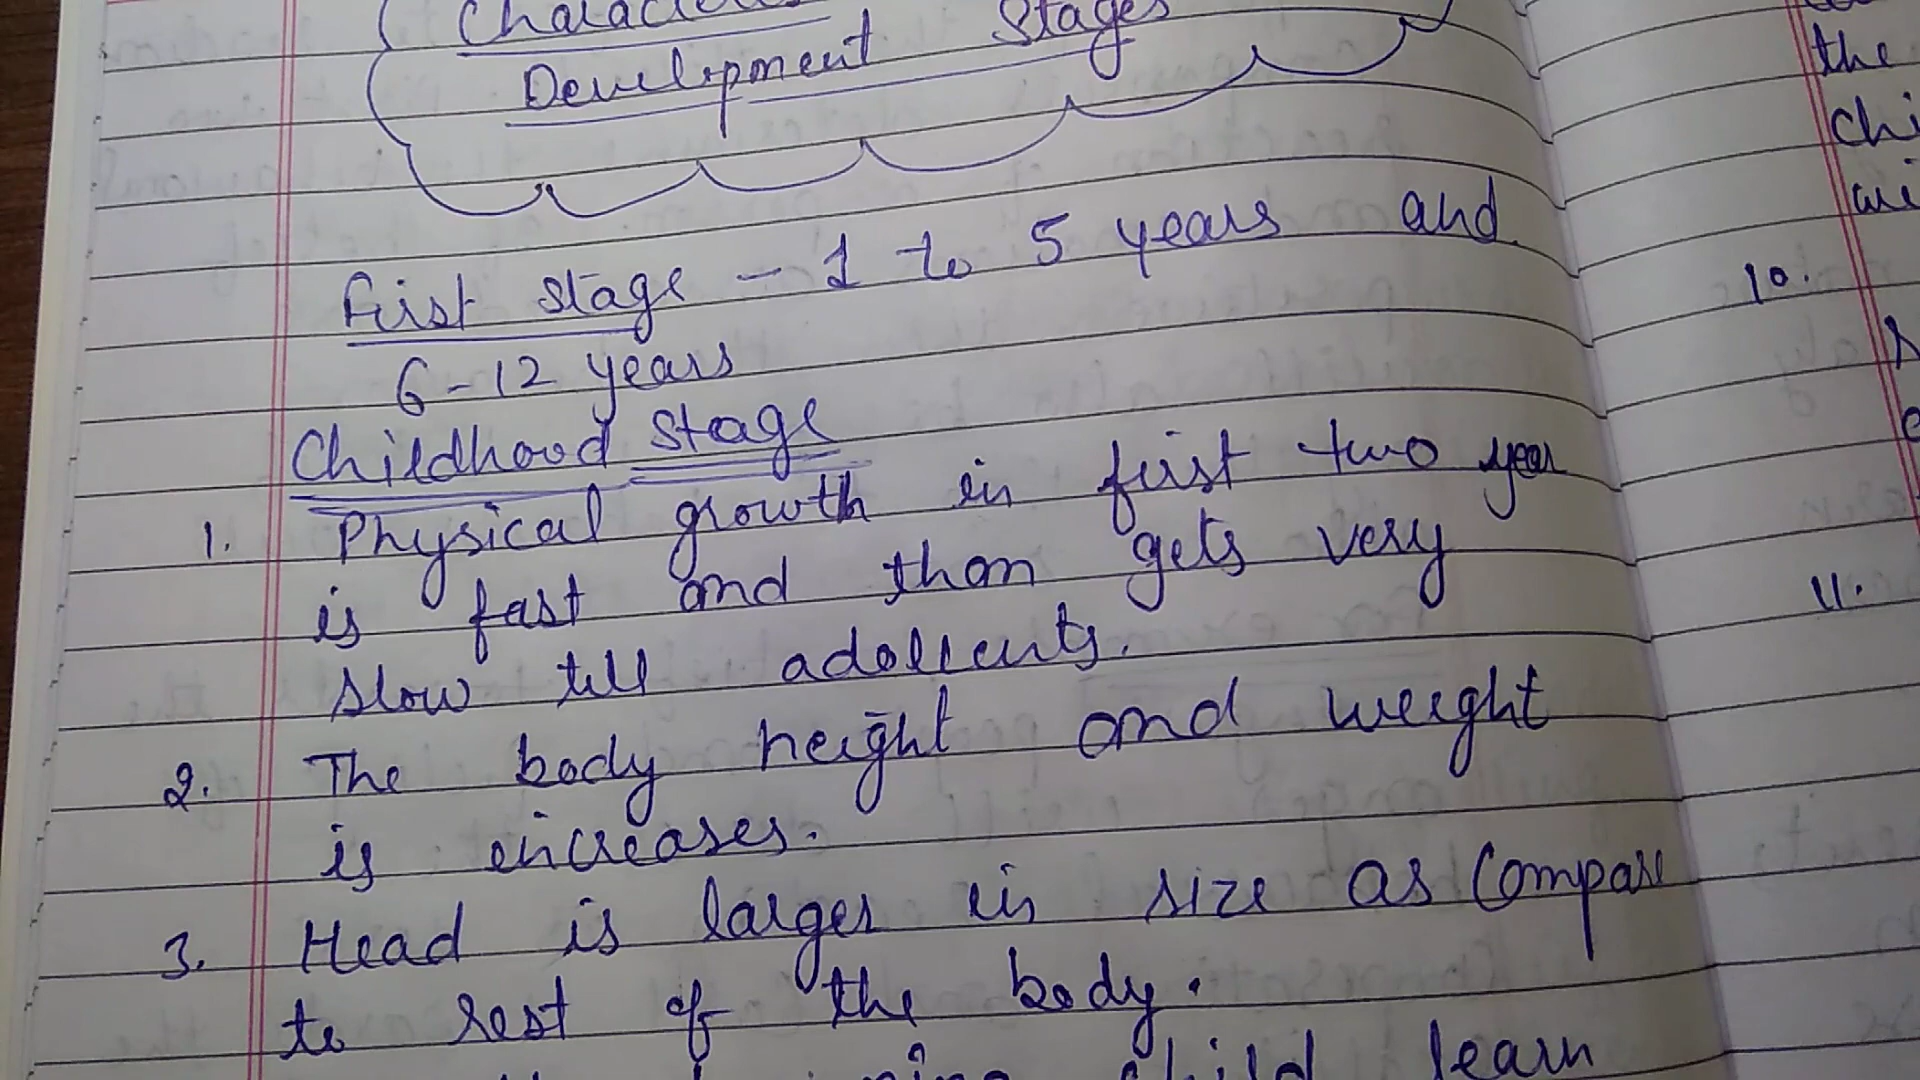 Development Stages
First stage - 1 to 5 years and
6-12 years
Childhood stage
1. Physical growth in first two year
is fast and than gets very
slow till adolecents.
2. The body height and weight
is increases.
3. Head is larger in size as compare
to rest of the body.
child learn
the
10.
11.